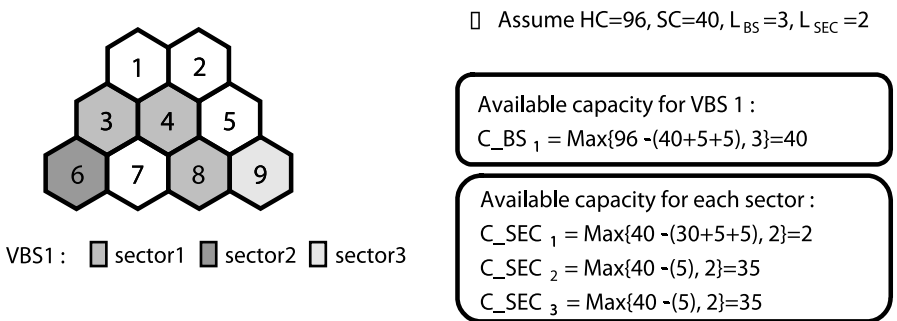 ▯ Assume HC=96, SC=40, L BS =3, L SEC =2
1 2
3 4 5
6 7 8 9
VBS1 : sector1 sector2 sector3
Available capacity for VBS 1 :
C_BS 1 = Max{96 -(40+5+5), 3}=40
Available capacity for each sector :
C_SEC 1 = Max{40 -(30+5+5), 2}=2
C_SEC 2 = Max{40 -(5), 2}=35
C_SEC 3 = Max{40 -(5), 2}=35